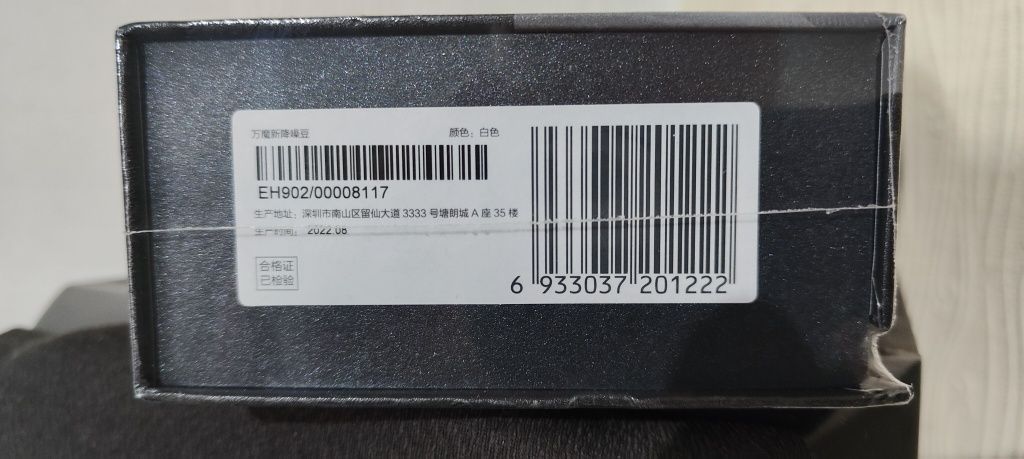 万魔新降噪豆 颜色：白色
EH902/00008117
生产地址：深圳市南山区留仙大道 3333 号塘朗城 A 座 35 楼
生产时间：2022.08
合格证
已检验
6 933037 201222